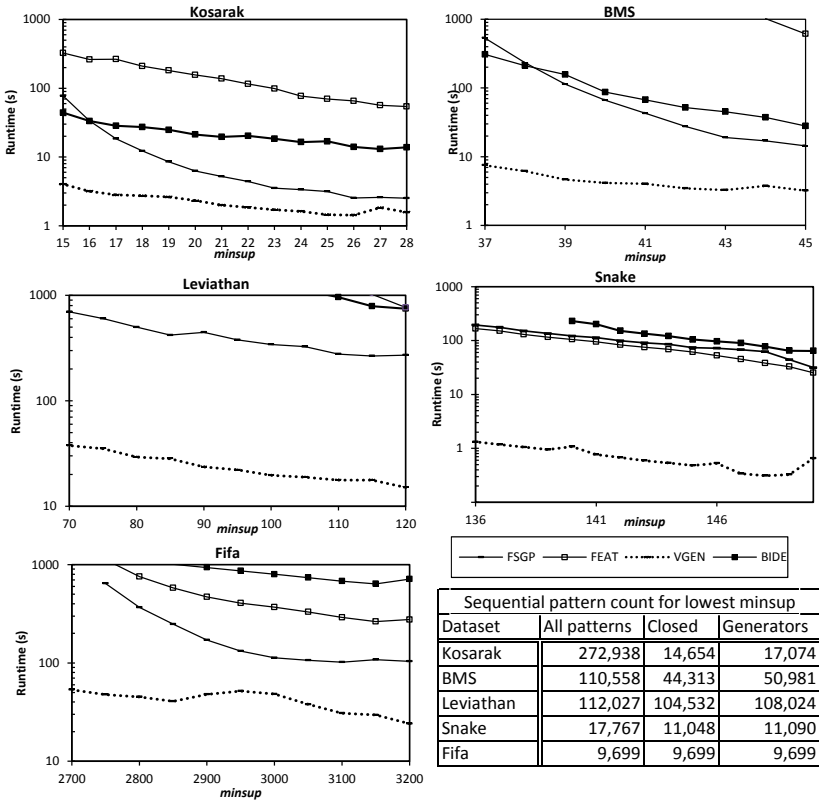 Kosarak
1000
100
10
1
Runtime (s)
15 16 17 18 19 20 21 22 23 24 25 26 27 28
minsup
BMS
1000
100
10
1
Runtime (s)
37 39 41 43 45
minsup
Leviathan
1000
100
10
Runtime (s)
70 80 90 100 110 120
minsup
Snake
1000
100
10
1
Runtime (s)
136 141 146
minsup
FSGP FEAT VGEN BIDE
Fifa
1000
100
10
Runtime (s)
2700 2800 2900 3000 3100 3200
minsup
Sequential pattern count for lowest minsup
Dataset All patterns Closed Generators
Kosarak 272,938 14,654 17,074
BMS 110,558 44,313 50,981
Leviathan 112,027 104,532 108,024
Snake 17,767 11,048 11,090
Fifa 9,699 9,699 9,699